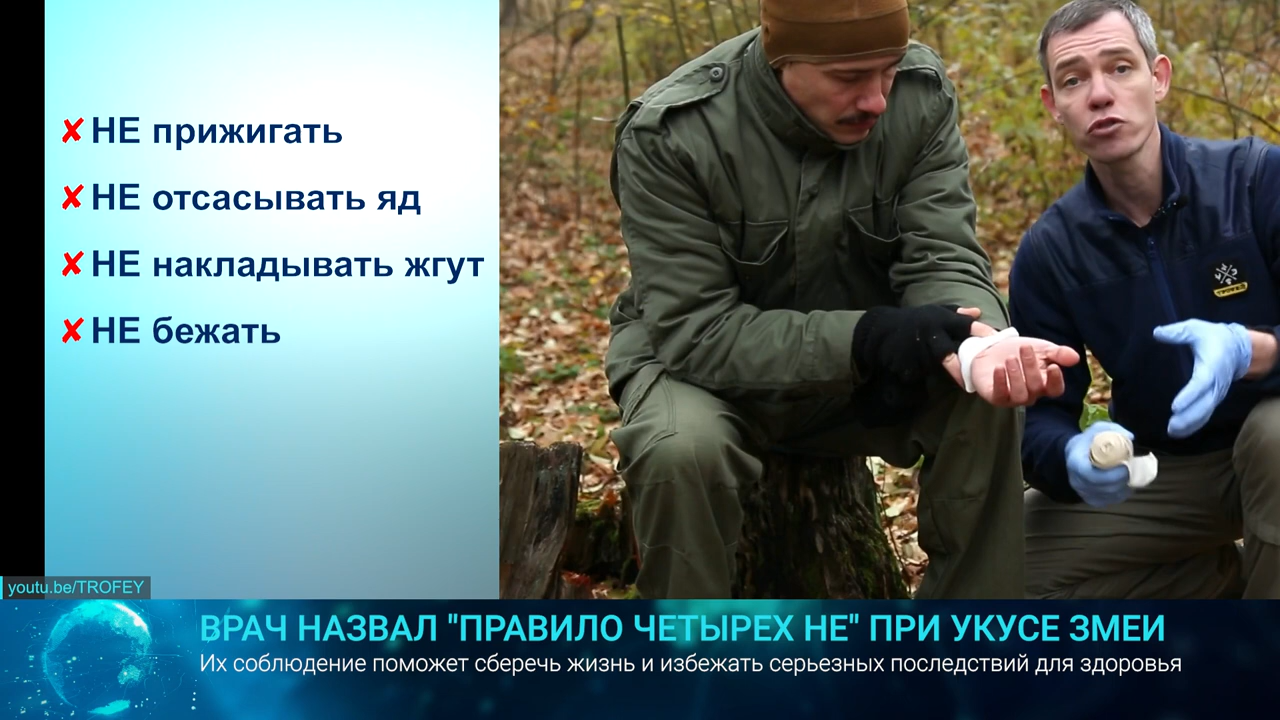 ✘ НЕ прижигать
✘ НЕ отсасывать яд
✘ НЕ накладывать жгут
✘ НЕ бежать
youtu.be/TROFEY
ВРАЧ НАЗВАЛ "ПРАВИЛО ЧЕТЫРЕХ НЕ" ПРИ УКУСЕ ЗМЕИ
Их соблюдение поможет сберечь жизнь и избежать серьезных последствий для здоровья